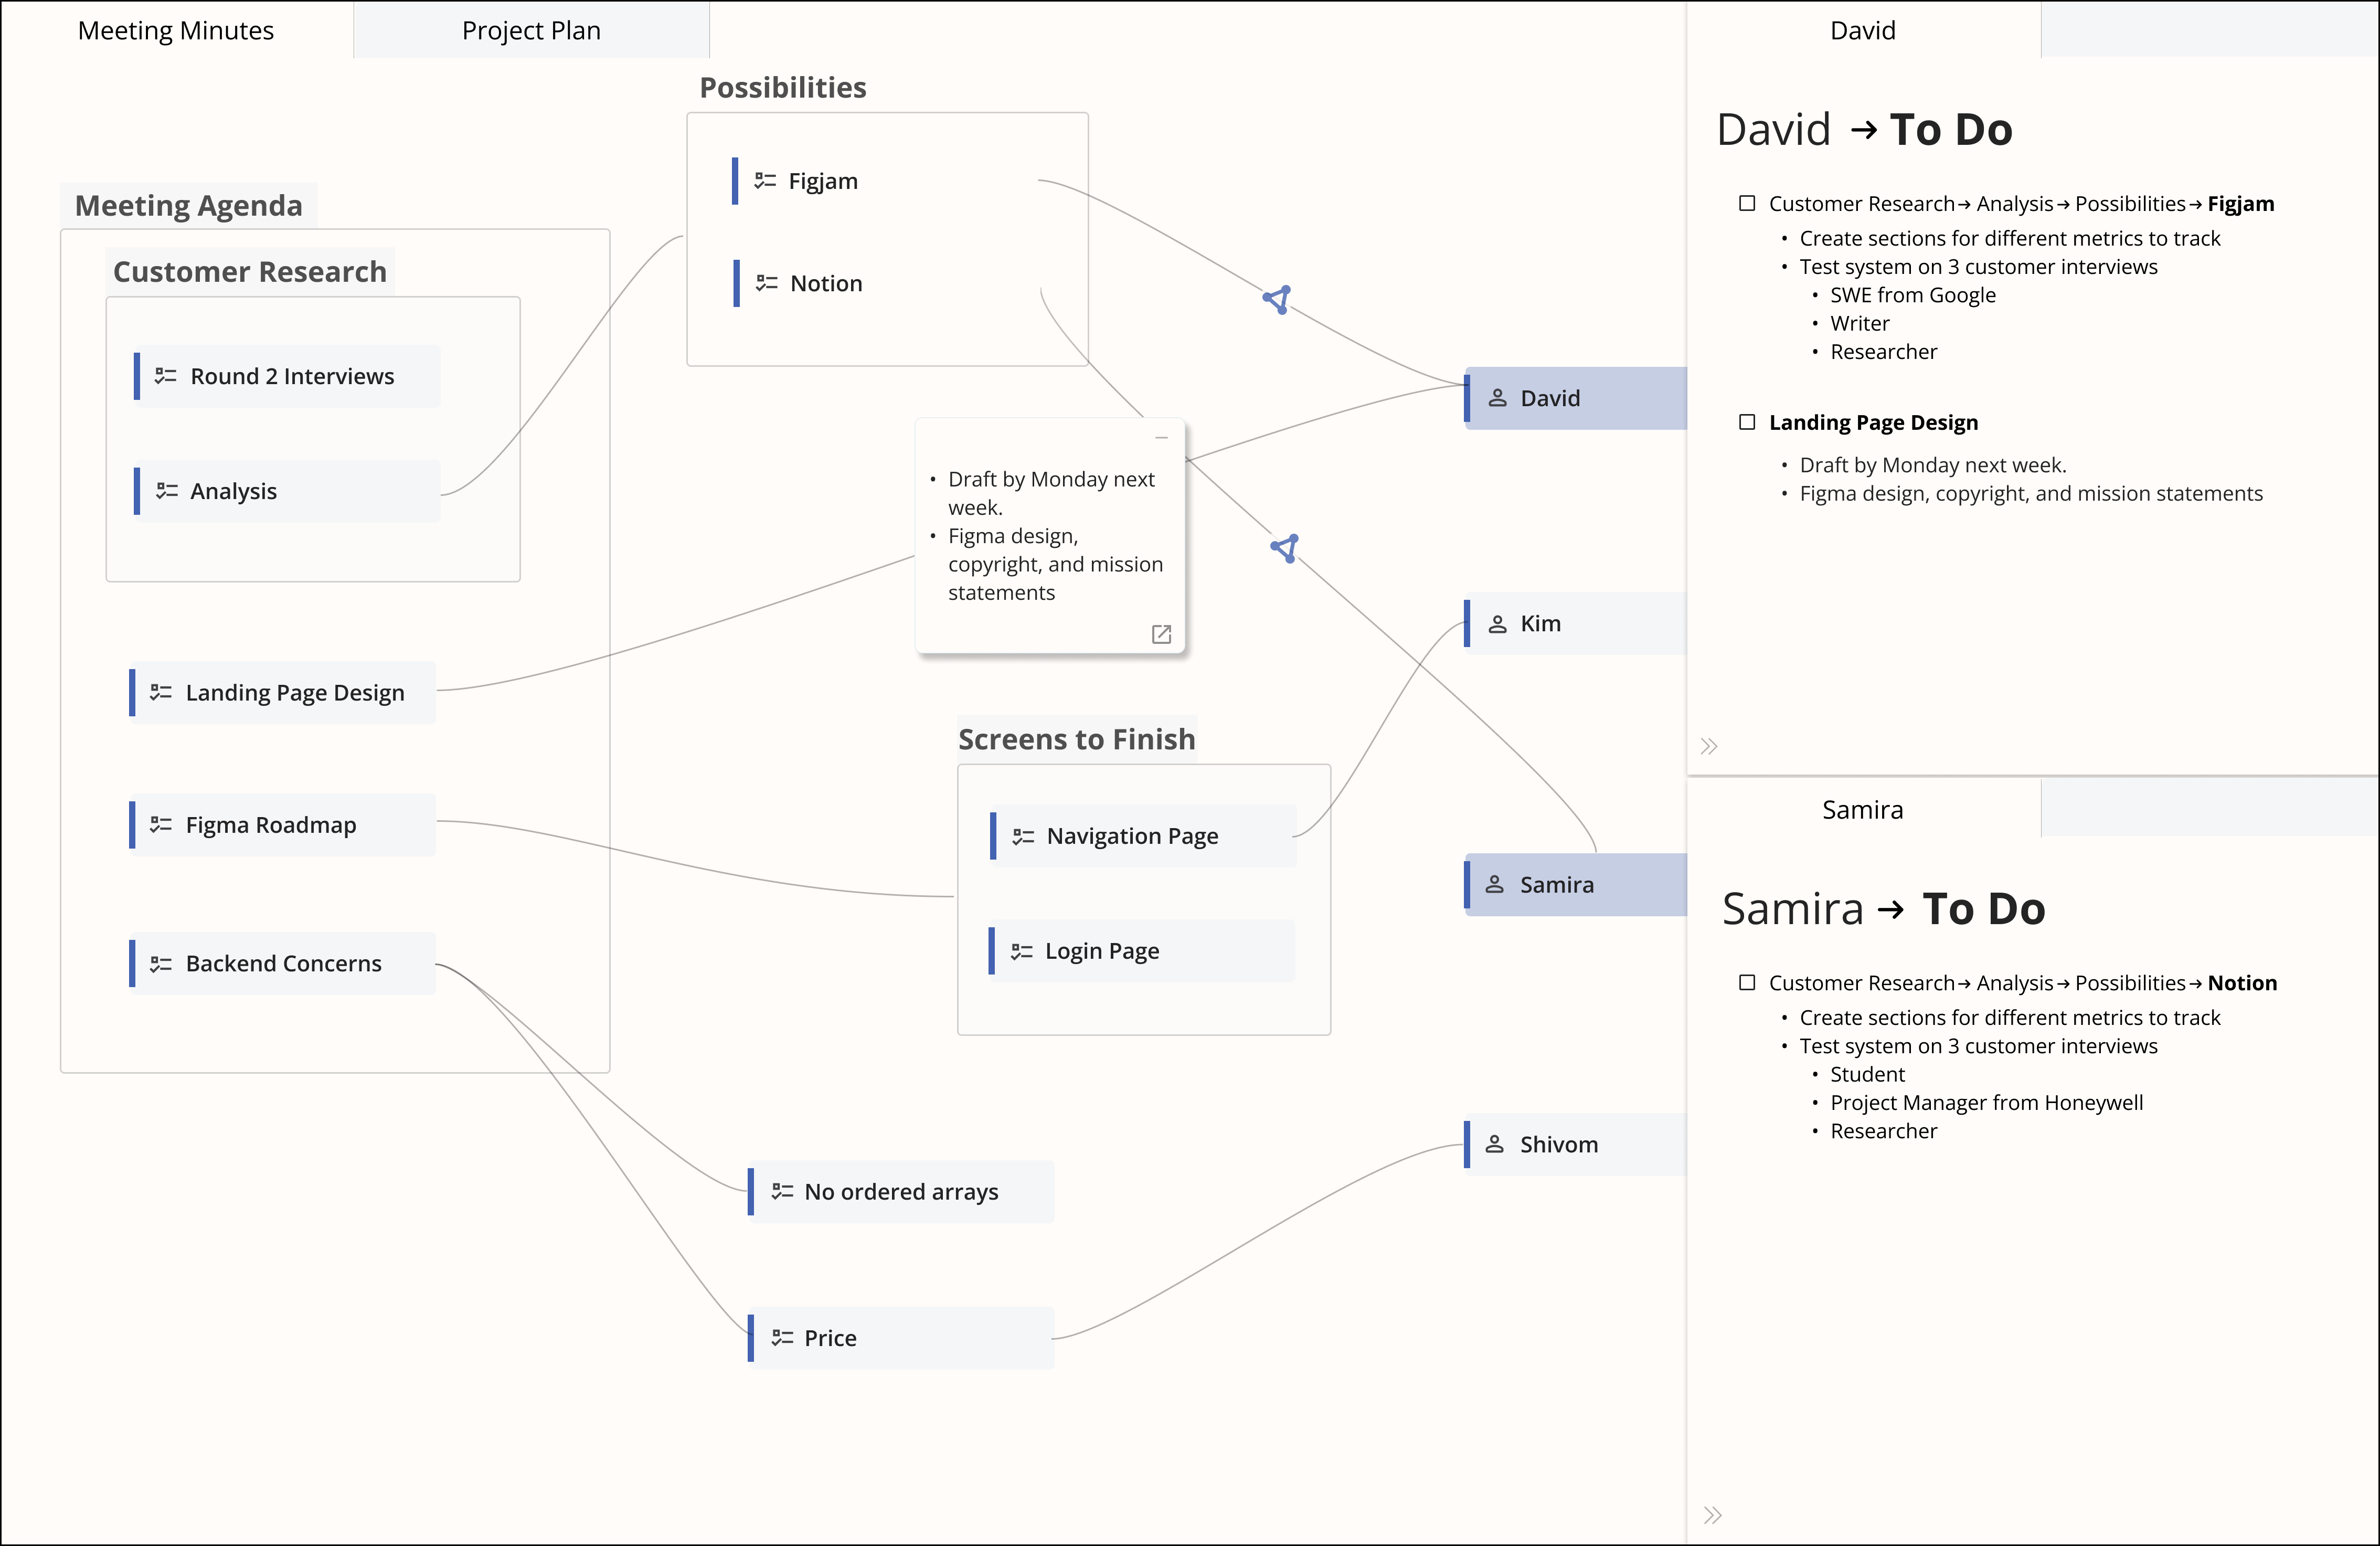 Meeting Minutes
Project Plan
Possibilities
Figjam
Notion
Meeting Agenda
Customer Research
Round 2 Interviews
Analysis
Landing Page Design
Figma Roadmap
Backend Concerns
• Draft by Monday next
week.
• Figma design,
copyright, and mission
statements
Screens to Finish
Navigation Page
Login Page
No ordered arrays
Price
David
Kim
Samira
Shivom
David
David → To Do
Customer Research → Analysis → Possibilities → Figjam
• Create sections for different metrics to track
• Test system on 3 customer interviews
• SWE from Google
• Writer
• Researcher
Landing Page Design
• Draft by Monday next week.
• Figma design, copyright, and mission statements
Samira
Samira → To Do
Customer Research → Analysis → Possibilities → Notion
• Create sections for different metrics to track
• Test system on 3 customer interviews
• Student
• Project Manager from Honeywell
• Researcher